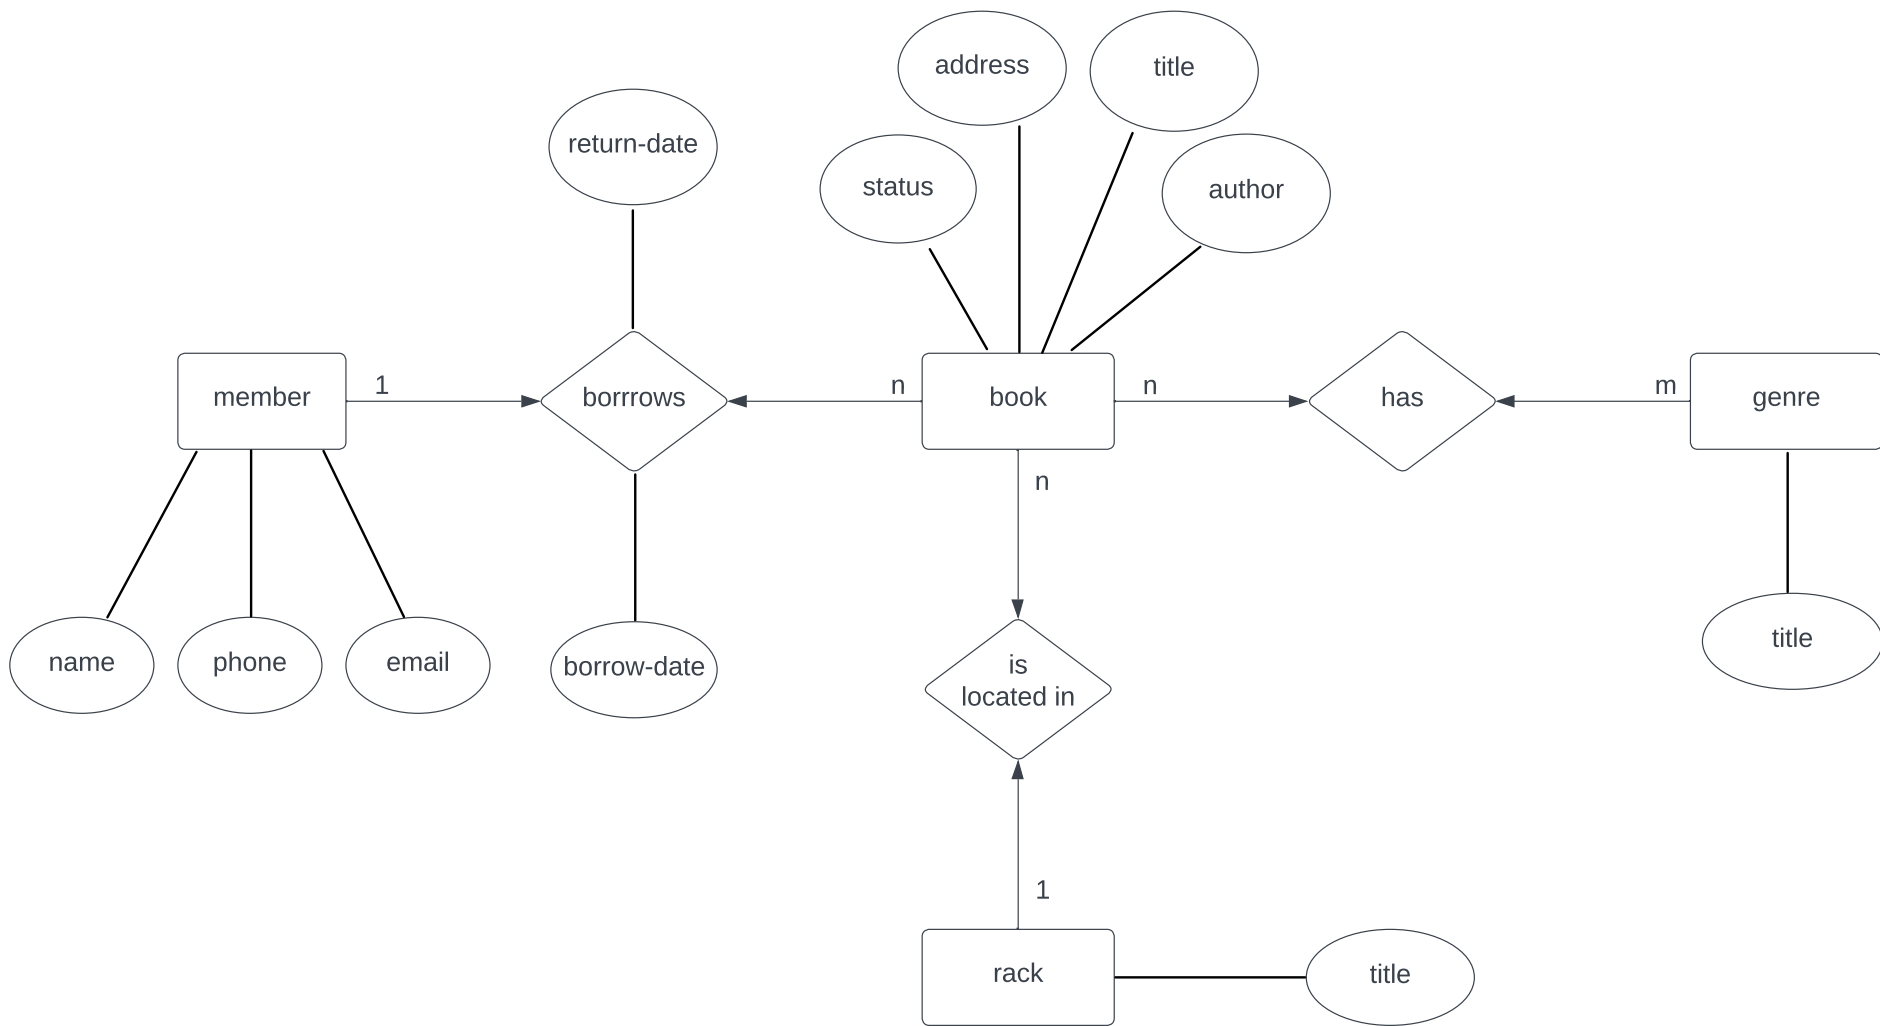 address
title
return-date
status
author
member
1
borrrows
n
book
n
has
m
genre
n
name
phone
email
borrow-date
is
located in
title
1
rack
title